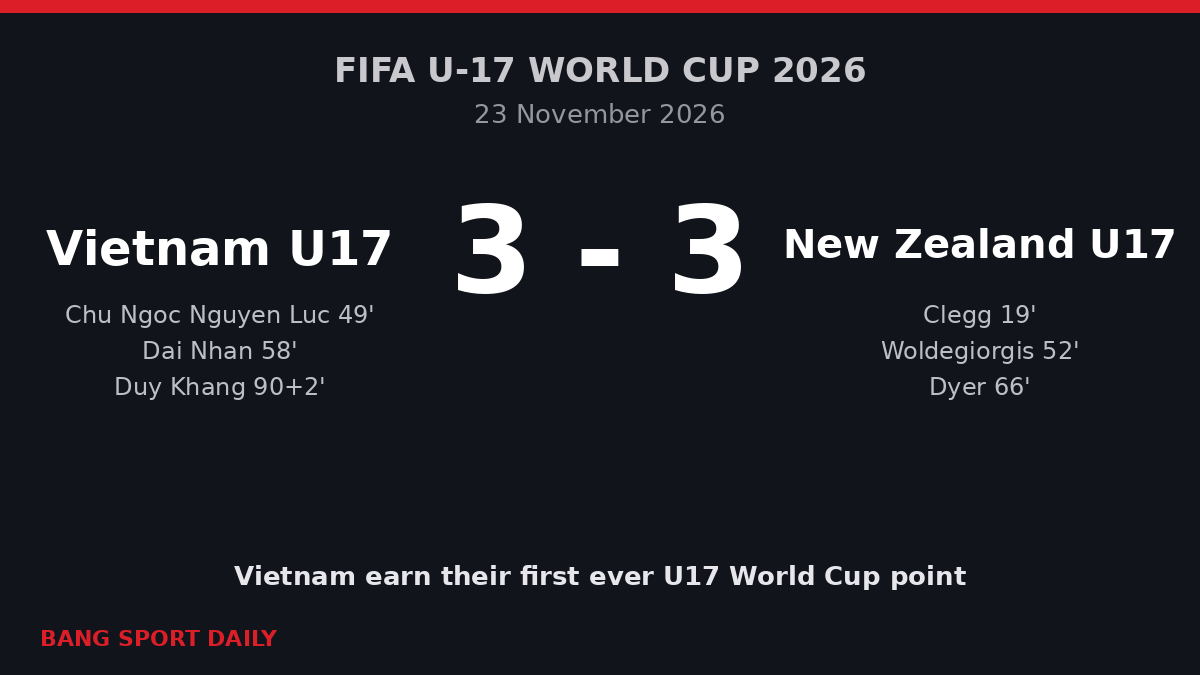 FIFA U-17 WORLD CUP 2026
23 November 2026
Vietnam U17
3 - 3
New Zealand U17
Chu Ngoc Nguyen Luc 49'
Dai Nhan 58'
Duy Khang 90+2'
Clegg 19'
Woldegiorgis 52'
Dyer 66'
Vietnam earn their first ever U17 World Cup point
BANG SPORT DAILY